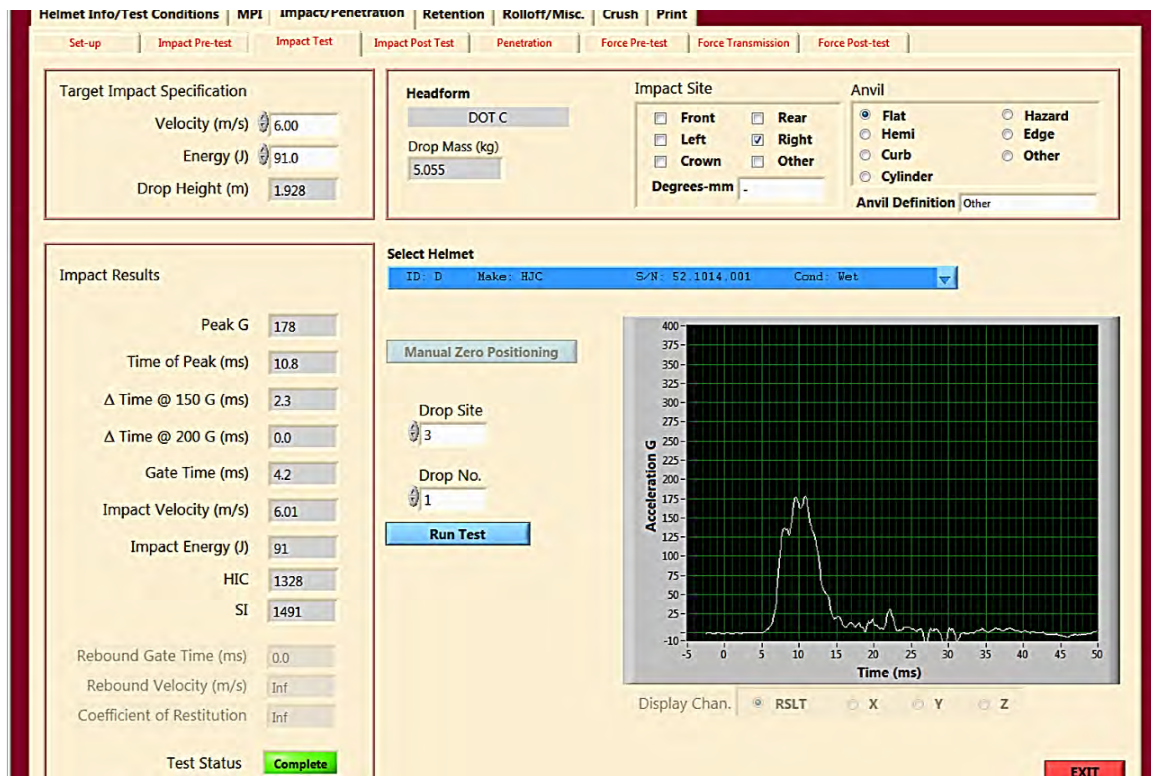 Helmet Info/Test Conditions MPI Impact/Penetration Retention Rolloff/Misc. Crush Print
Set-up Impact Pre-test Impact Test Impact Post Test Penetration Force Pre-test Force Transmission Force Post-test
Target Impact Specification
Velocity (m/s) 6.00
Energy (J) 91.0
Drop Height (m) 1.928
Headform
DOT C
Drop Mass (kg)
5.055
Impact Site
Front Rear
Left Right
Crown Other
Degrees-mm -
Anvil
Flat Hazard
Hemi Edge
Curb Other
Cylinder
Anvil Definition Other
Select Helmet
ID: D Make: HJC S/N: 52.1014.001 Cond: Wet
Impact Results
Peak G 178
Time of Peak (ms) 10.8
Δ Time @ 150 G (ms) 2.3
Δ Time @ 200 G (ms) 0.0
Gate Time (ms) 4.2
Impact Velocity (m/s) 6.01
Impact Energy (J) 91
HIC 1328
SI 1491
Rebound Gate Time (ms) 0.0
Rebound Velocity (m/s) Inf
Coefficient of Restitution Inf
Test Status Complete
Manual Zero Positioning
Drop Site
3
Drop No.
1
Run Test
Acceleration G
400
375
350
325
300
275
250
225
200
175
150
125
100
75
50
25
-10
-5 0 5 10 15 20 25 30 35 40 45 50
Time (ms)
Display Chan. RSLT X Y Z
EXIT